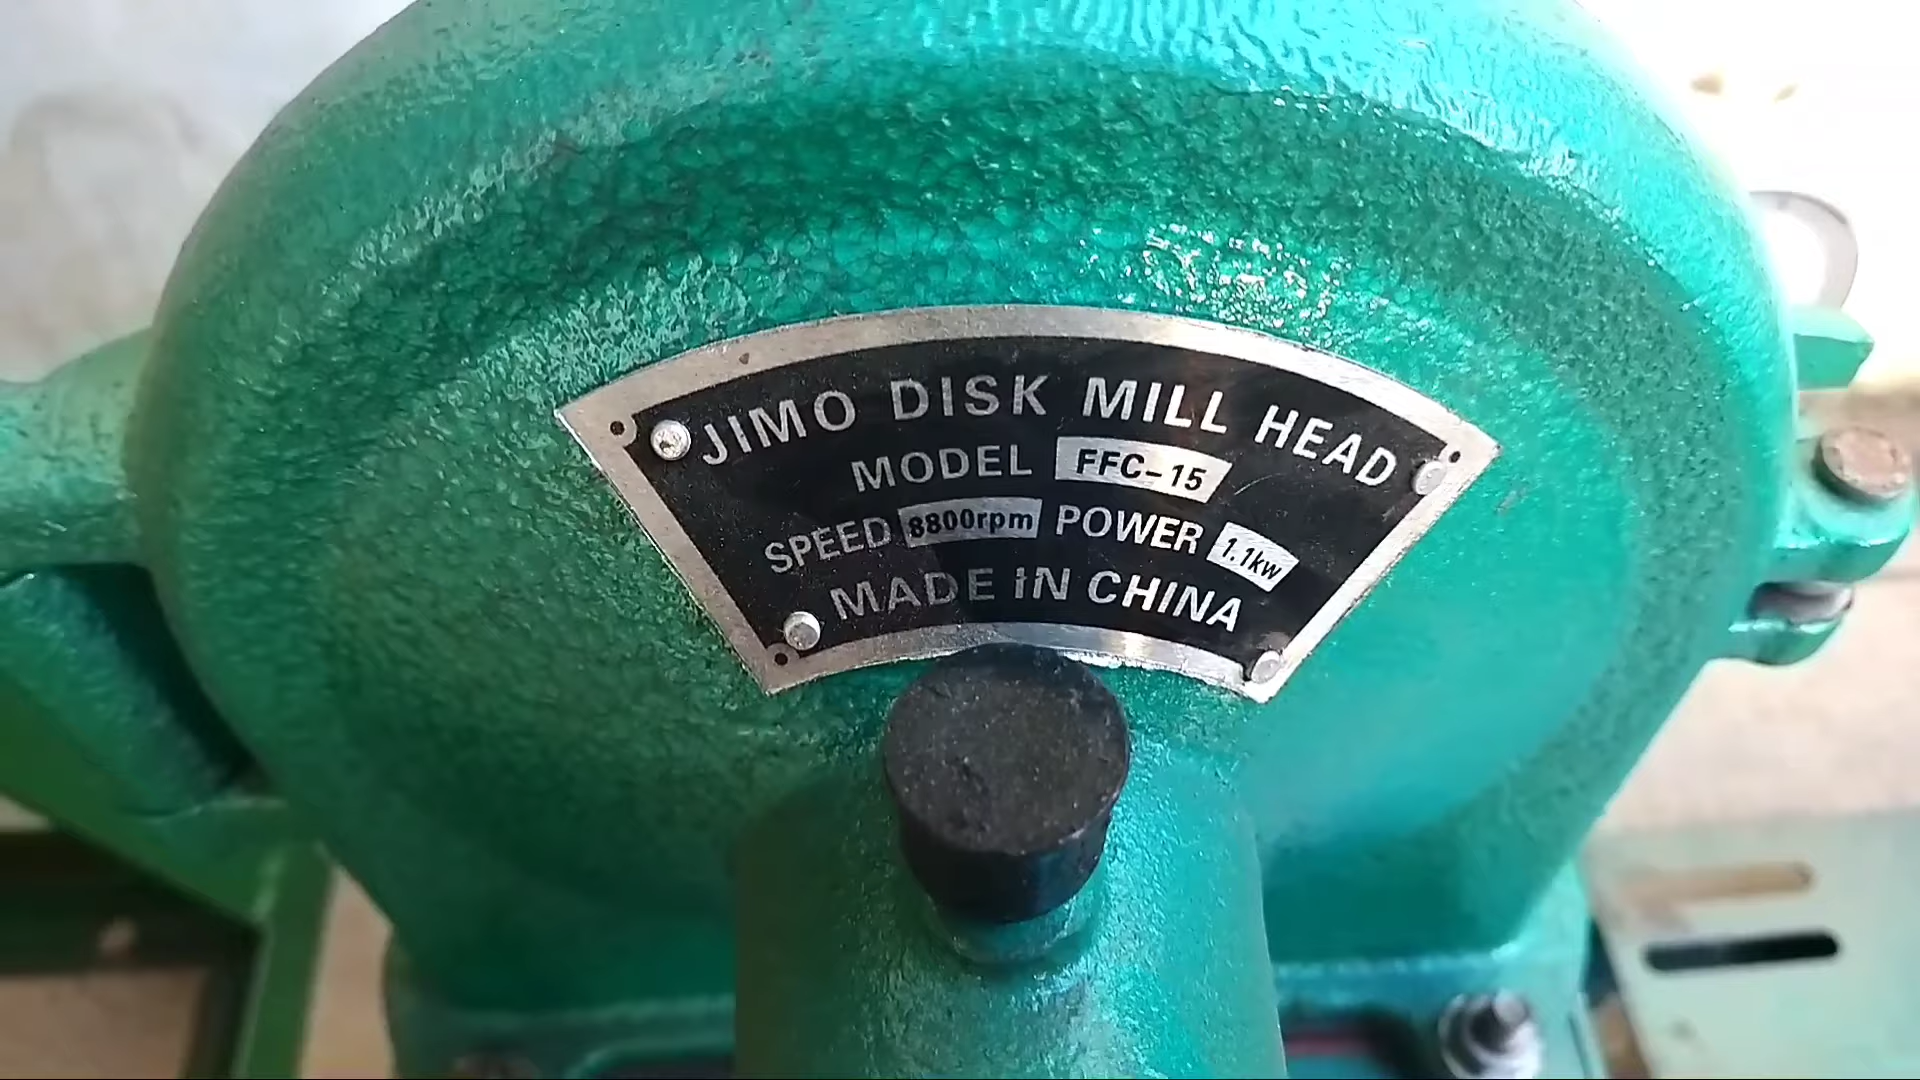 JIMO DISK MILL HEAD
MODEL FFC-15
SPEED 8800rpm POWER 1.1kw
MADE iN CHINA